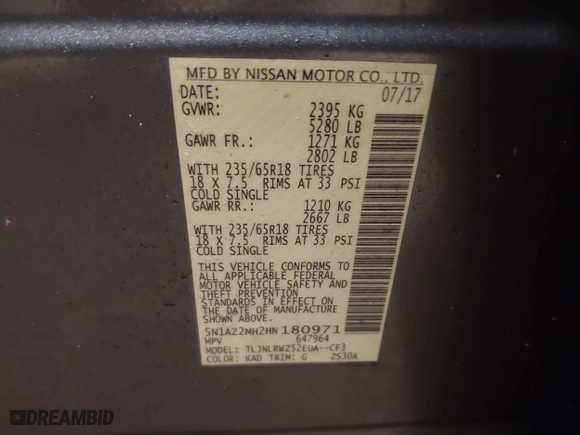 MFD BY NISSAN MOTOR CO., LTD.
DATE: 07/17
GVWR: 2395 KG
5280 LB
GAWR FR.: 1271 KG
2802 LB
WITH 235/65R18 TIRES
18 X 7.5 RIMS AT 33 PSI
COLD SINGLE
GAWR RR.: 1210 KG
2667 LB
WITH 235/65R18 TIRES
18 X 7.5 RIMS AT 33 PSI
COLD SINGLE
THIS VEHICLE CONFORMS TO
ALL APPLICABLE FEDERAL
MOTOR VEHICLE SAFETY AND
THEFT PREVENTION
STANDARDS IN EFFECT ON
THE DATE OF MANUFACTURE
SHOWN ABOVE
5N1AZ2MH2HN180971
MPV 647964
MODEL: TLJNLRWZ52EUA--CF3
COLOR: KAD TRIM: G ZS30A
DREAMBID